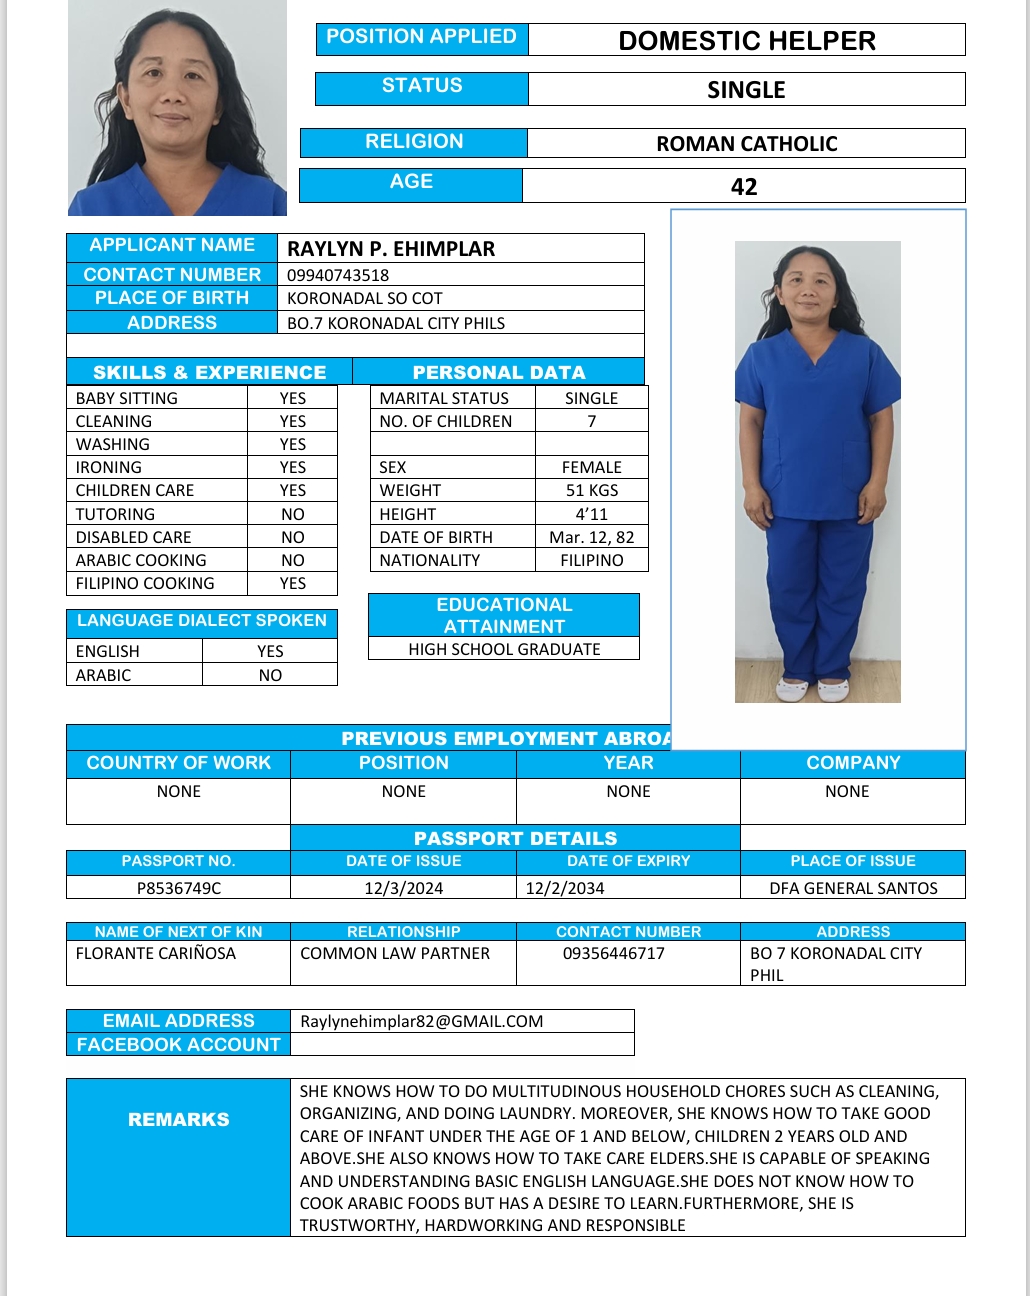 POSITION APPLIED DOMESTIC HELPER
STATUS SINGLE
RELIGION ROMAN CATHOLIC
AGE 42
APPLICANT NAME RAYLYN P. EHIMPLAR
CONTACT NUMBER 09940743518
PLACE OF BIRTH KORONADAL SO COT
ADDRESS BO.7 KORONADAL CITY PHILS
SKILLS & EXPERIENCE PERSONAL DATA
BABY SITTING YES MARITAL STATUS SINGLE
CLEANING YES NO. OF CHILDREN 7
WASHING YES
IRONING YES SEX FEMALE
CHILDREN CARE YES WEIGHT 51 KGS
TUTORING NO HEIGHT 4’11
DISABLED CARE NO DATE OF BIRTH Mar. 12, 82
ARABIC COOKING NO NATIONALITY FILIPINO
FILIPINO COOKING YES
LANGUAGE DIALECT SPOKEN
ENGLISH YES
ARABIC NO
EDUCATIONAL
ATTAINMENT
HIGH SCHOOL GRADUATE
PREVIOUS EMPLOYMENT ABROA
COUNTRY OF WORK POSITION YEAR COMPANY
NONE NONE NONE NONE
PASSPORT DETAILS
PASSPORT NO. DATE OF ISSUE DATE OF EXPIRY PLACE OF ISSUE
P8536749C 12/3/2024 12/2/2034 DFA GENERAL SANTOS
NAME OF NEXT OF KIN RELATIONSHIP CONTACT NUMBER ADDRESS
FLORANTE CARIÑOSA COMMON LAW PARTNER 09356446717 BO 7 KORONADAL CITY
PHIL
EMAIL ADDRESS Raylynehimplar82@GMAIL.COM
FACEBOOK ACCOUNT
REMARKS
SHE KNOWS HOW TO DO MULTITUDINOUS HOUSEHOLD CHORES SUCH AS CLEANING,
ORGANIZING, AND DOING LAUNDRY. MOREOVER, SHE KNOWS HOW TO TAKE GOOD
CARE OF INFANT UNDER THE AGE OF 1 AND BELOW, CHILDREN 2 YEARS OLD AND
ABOVE.SHE ALSO KNOWS HOW TO TAKE CARE ELDERS.SHE IS CAPABLE OF SPEAKING
AND UNDERSTANDING BASIC ENGLISH LANGUAGE.SHE DOES NOT KNOW HOW TO
COOK ARABIC FOODS BUT HAS A DESIRE TO LEARN.FURTHERMORE, SHE IS
TRUSTWORTHY, HARDWORKING AND RESPONSIBLE